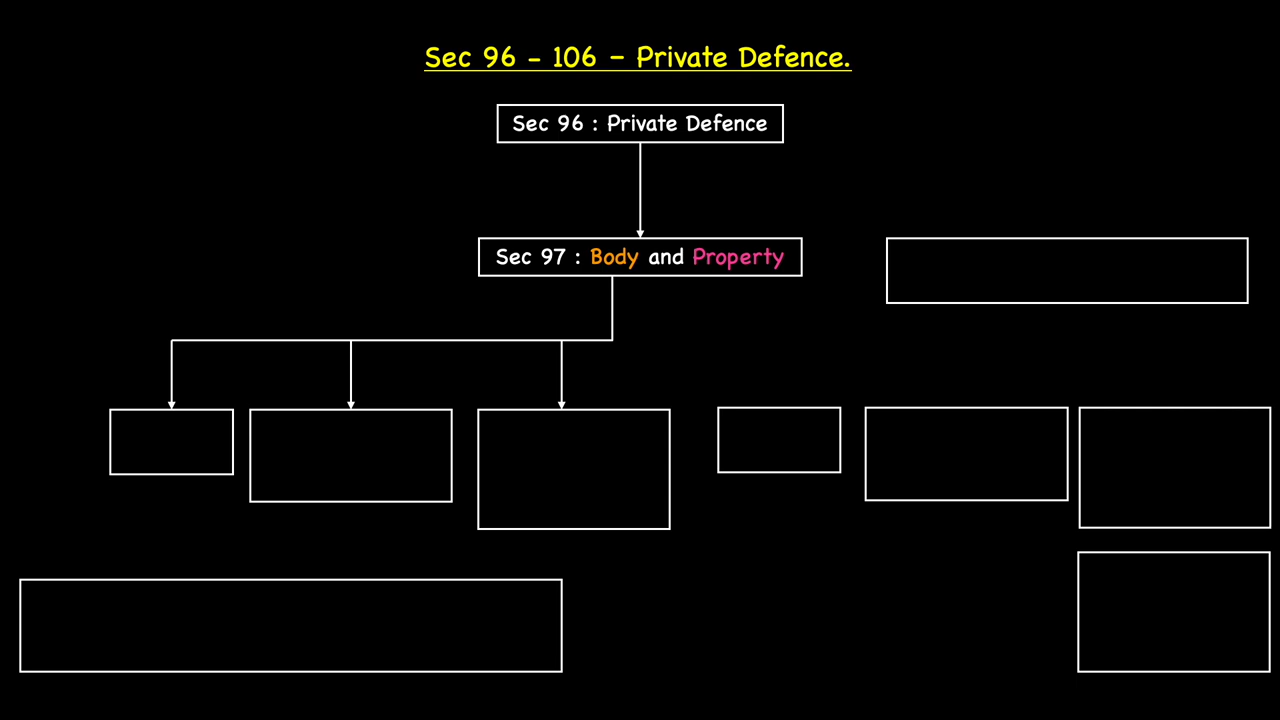 Sec 96 - 106 – Private Defence.
Sec 96 : Private Defence
Sec 97 : Body and Property